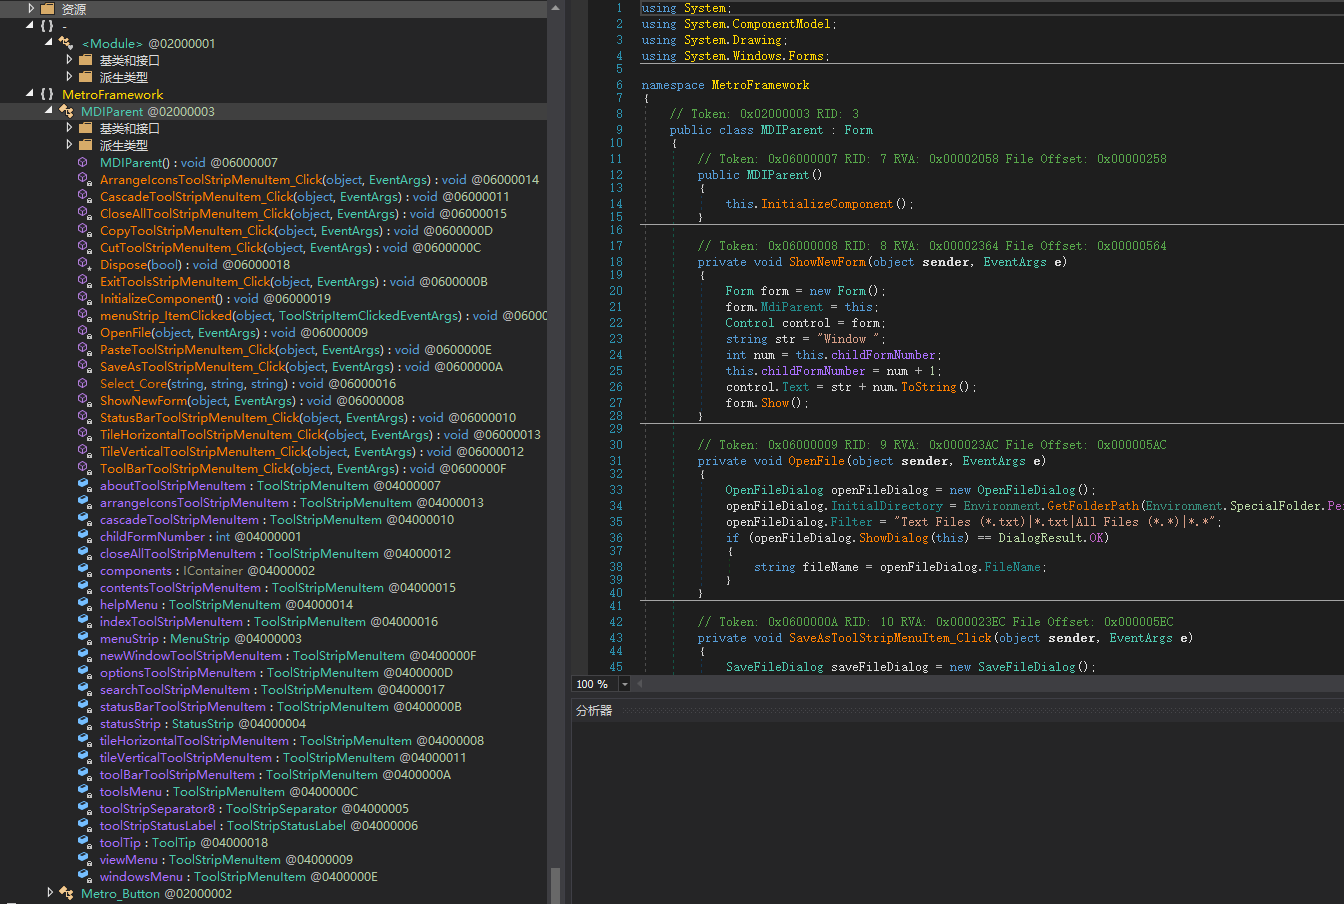 资源
{ } -
<Module> @02000001
基类和接口
派生类型
{ } MetroFramework
MDIParent @02000003
基类和接口
派生类型
MDIParent() : void @06000007
ArrangeIconsToolStripMenuItem_Click(object, EventArgs) : void @06000014
CascadeToolStripMenuItem_Click(object, EventArgs) : void @06000011
CloseAllToolStripMenuItem_Click(object, EventArgs) : void @06000015
CopyToolStripMenuItem_Click(object, EventArgs) : void @0600000D
CutToolStripMenuItem_Click(object, EventArgs) : void @0600000C
Dispose(bool) : void @06000018
ExitToolsStripMenuItem_Click(object, EventArgs) : void @0600000B
InitializeComponent() : void @06000019
menuStrip_ItemClicked(object, ToolStripItemClickedEventArgs) : void @0600
OpenFile(object, EventArgs) : void @06000009
PasteToolStripMenuItem_Click(object, EventArgs) : void @0600000E
SaveAsToolStripMenuItem_Click(object, EventArgs) : void @0600000A
Select_Core(string, string, string) : void @06000016
ShowNewForm(object, EventArgs) : void @06000008
StatusBarToolStripMenuItem_Click(object, EventArgs) : void @06000010
TileHorizontalToolStripMenuItem_Click(object, EventArgs) : void @06000013
TileVerticalToolStripMenuItem_Click(object, EventArgs) : void @06000012
ToolBarToolStripMenuItem_Click(object, EventArgs) : void @0600000F
aboutToolStripMenuItem : ToolStripMenuItem @04000007
arrangeIconsToolStripMenuItem : ToolStripMenuItem @04000013
cascadeToolStripMenuItem : ToolStripMenuItem @04000010
childFormNumber : int @04000001
closeAllToolStripMenuItem : ToolStripMenuItem @04000012
components : IContainer @04000002
contentsToolStripMenuItem : ToolStripMenuItem @04000015
helpMenu : ToolStripMenuItem @04000014
indexToolStripMenuItem : ToolStripMenuItem @04000016
menuStrip : MenuStrip @04000003
newWindowToolStripMenuItem : ToolStripMenuItem @0400000F
optionsToolStripMenuItem : ToolStripMenuItem @0400000D
searchToolStripMenuItem : ToolStripMenuItem @04000017
statusBarToolStripMenuItem : ToolStripMenuItem @0400000B
statusStrip : StatusStrip @04000004
tileHorizontalToolStripMenuItem : ToolStripMenuItem @04000008
tileVerticalToolStripMenuItem : ToolStripMenuItem @04000011
toolBarToolStripMenuItem : ToolStripMenuItem @0400000A
toolsMenu : ToolStripMenuItem @0400000C
toolStripSeparator8 : ToolStripSeparator @04000005
toolStripStatusLabel : ToolStripStatusLabel @04000006
toolTip : ToolTip @04000018
viewMenu : ToolStripMenuItem @04000009
windowsMenu : ToolStripMenuItem @0400000E
Metro_Button @02000002
1 using System;
2 using System.ComponentModel;
3 using System.Drawing;
4 using System.Windows.Forms;
5
6 namespace MetroFramework
7 {
8 // Token: 0x02000003 RID: 3
9 public class MDIParent : Form
10 {
11 // Token: 0x06000007 RID: 7 RVA: 0x00002058 File Offset: 0x00000258
12 public MDIParent()
13 {
14 this.InitializeComponent();
15 }
16
17 // Token: 0x06000008 RID: 8 RVA: 0x00002364 File Offset: 0x00000564
18 private void ShowNewForm(object sender, EventArgs e)
19 {
20 Form form = new Form();
21 form.MdiParent = this;
22 Control control = form;
23 string str = "Window ";
24 int num = this.childFormNumber;
25 this.childFormNumber = num + 1;
26 control.Text = str + num.ToString();
27 form.Show();
28 }
29
30 // Token: 0x06000009 RID: 9 RVA: 0x000023AC File Offset: 0x000005AC
31 private void OpenFile(object sender, EventArgs e)
32 {
33 OpenFileDialog openFileDialog = new OpenFileDialog();
34 openFileDialog.InitialDirectory = Environment.GetFolderPath(Environment.SpecialFolder.Pe
35 openFileDialog.Filter = "Text Files (*.txt)|*.txt|All Files (*.*)|*.*";
36 if (openFileDialog.ShowDialog(this) == DialogResult.OK)
37 {
38 string fileName = openFileDialog.FileName;
39 }
40 }
41
42 // Token: 0x0600000A RID: 10 RVA: 0x000023EC File Offset: 0x000005EC
43 private void SaveAsToolStripMenuItem_Click(object sender, EventArgs e)
44 {
45 SaveFileDialog saveFileDialog = new SaveFileDialog();
100 %
分析器